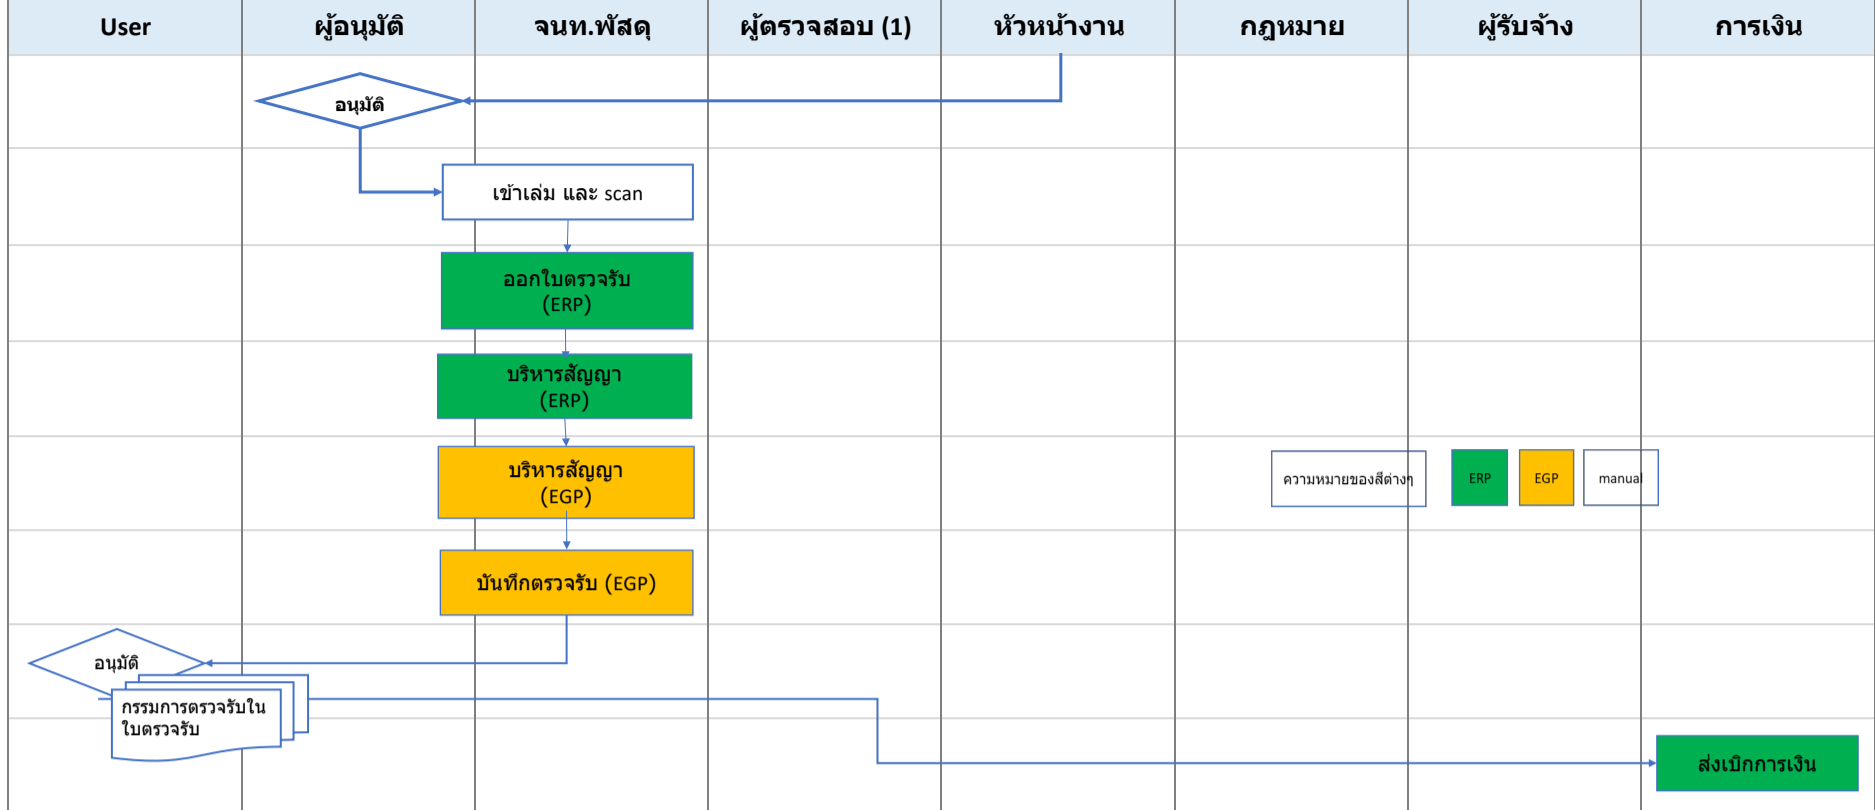 User
ผู้อนุมัติ
จนท.พัสดุ
ผู้ตรวจสอบ (1)
หัวหน้างาน
กฎหมาย
ผู้รับจ้าง
การเงิน
อนุมัติ
เข้าเล่ม และ scan
ออกใบตรวจรับ
(ERP)
บริหารสัญญา
(ERP)
บริหารสัญญา
(EGP)
ความหมายของสีต่างๆ
ERP
EGP
manual
บันทึกตรวจรับ (EGP)
อนุมัติ
กรรมการตรวจรับใน
ใบตรวจรับ
ส่งเบิกการเงิน